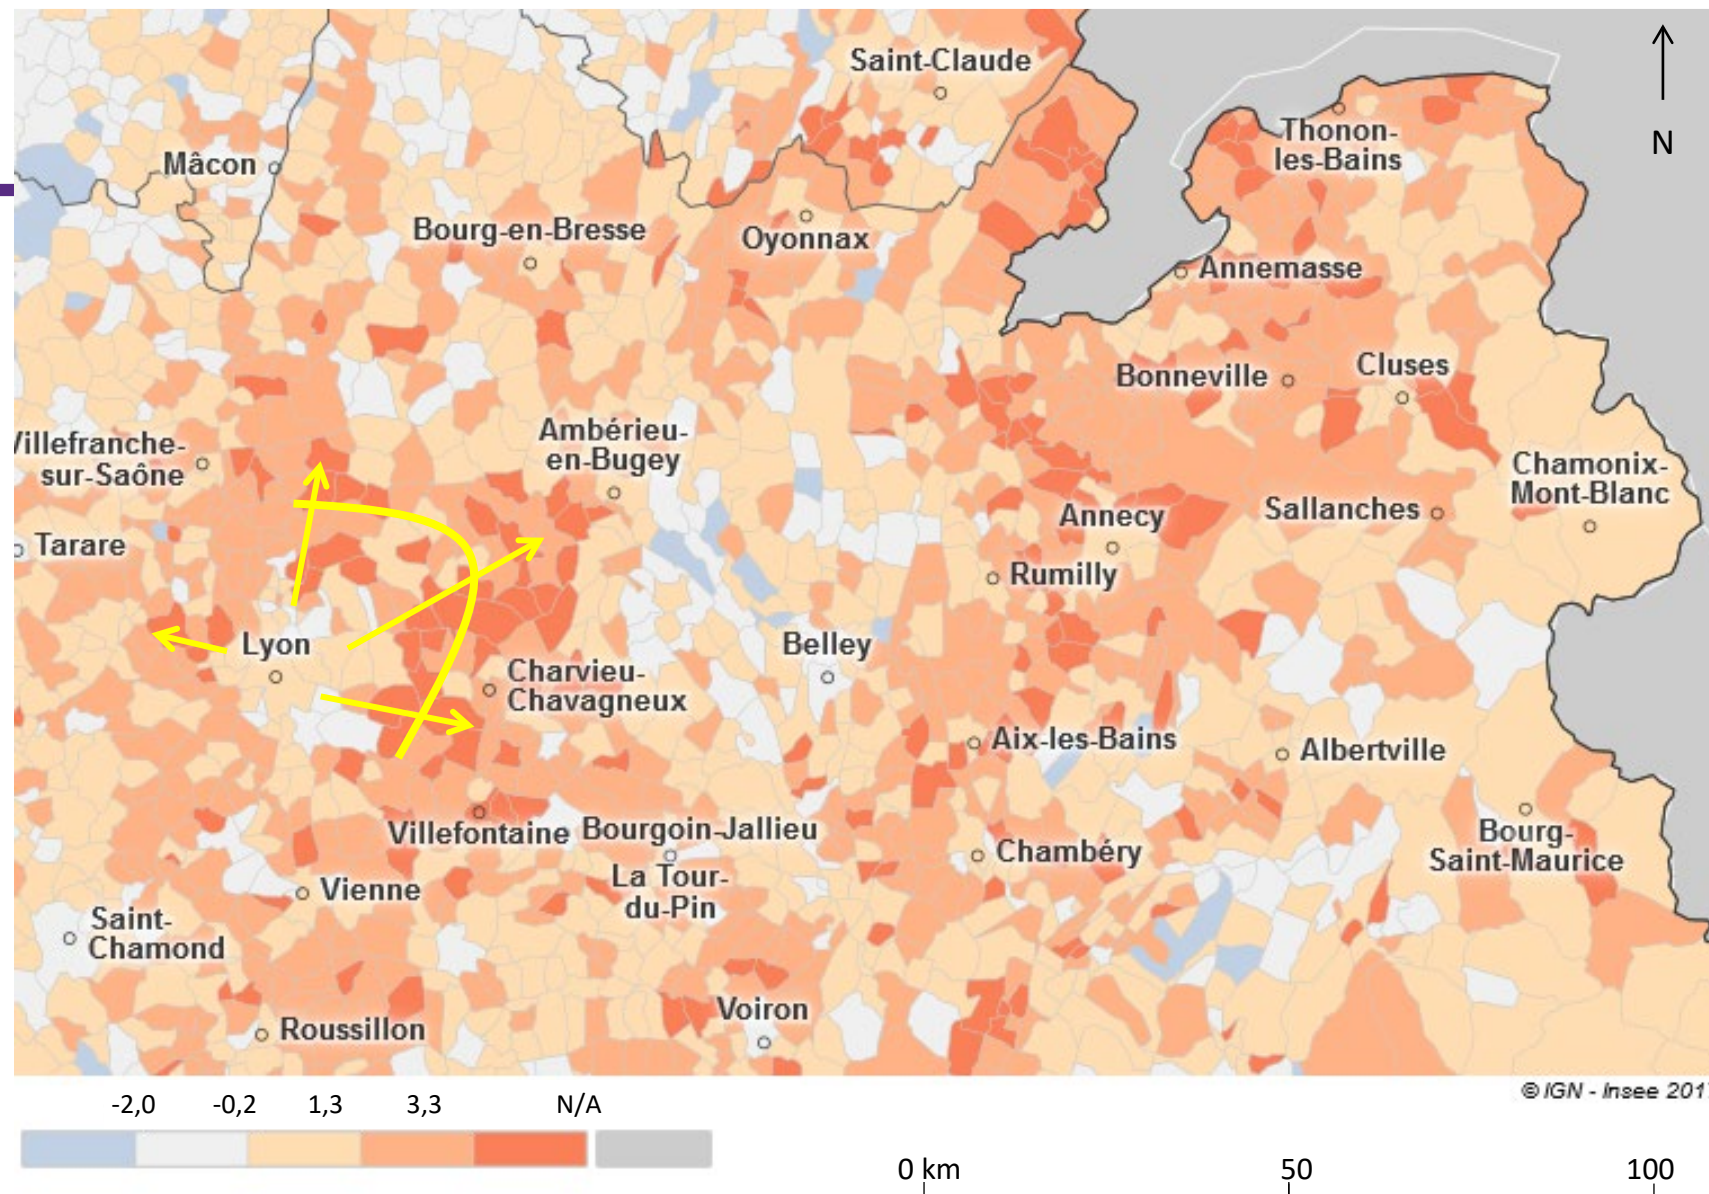 Saint-Claude
N
Thonon-
les-Bains
Mâcon
Bourg-en-Bresse
Oyonnax
Annemasse
Bonneville
Cluses
Villefranche-
sur-Saône
Ambérieu-
en-Bugey
Chamonix-
Mont-Blanc
Annecy
Sallanches
Tarare
Rumilly
Lyon
Belley
Charvieu-
Chavagneux
Aix-les-Bains
Albertville
Villefontaine
Bourgoin-Jallieu
Bourg-
Saint-Maurice
Chambéry
La Tour-
du-Pin
Vienne
Saint-
Chamond
Voiron
Roussillon
© IGN - Insee 201
-2,0 -0,2 1,3 3,3 N/A
0 km 50 100